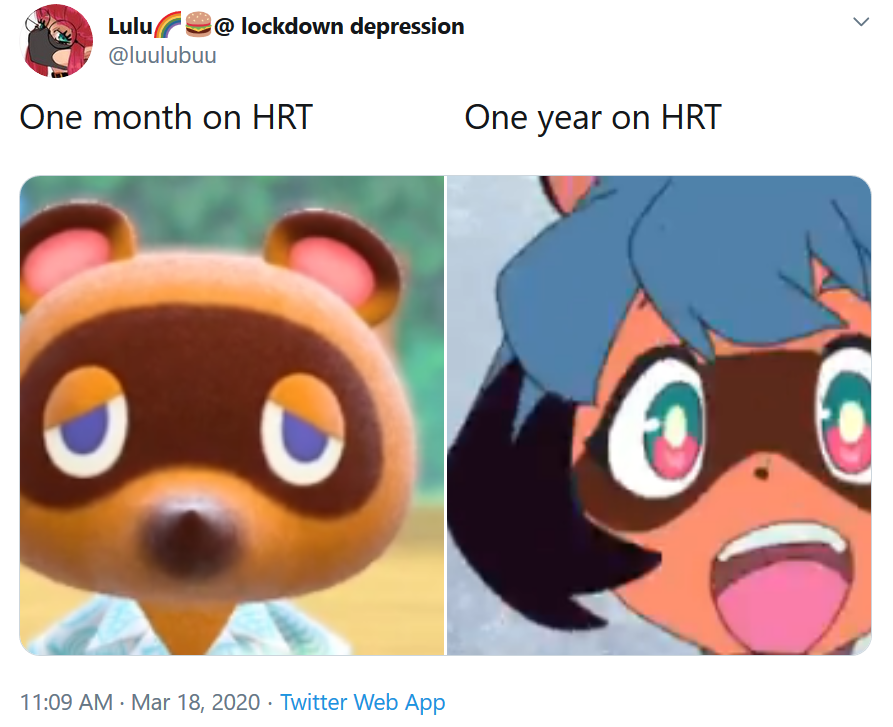 Lulu🌈🍔@ lockdown depression
@luulubuu
One month on HRT One year on HRT
11:09 AM · Mar 18, 2020 · Twitter Web App